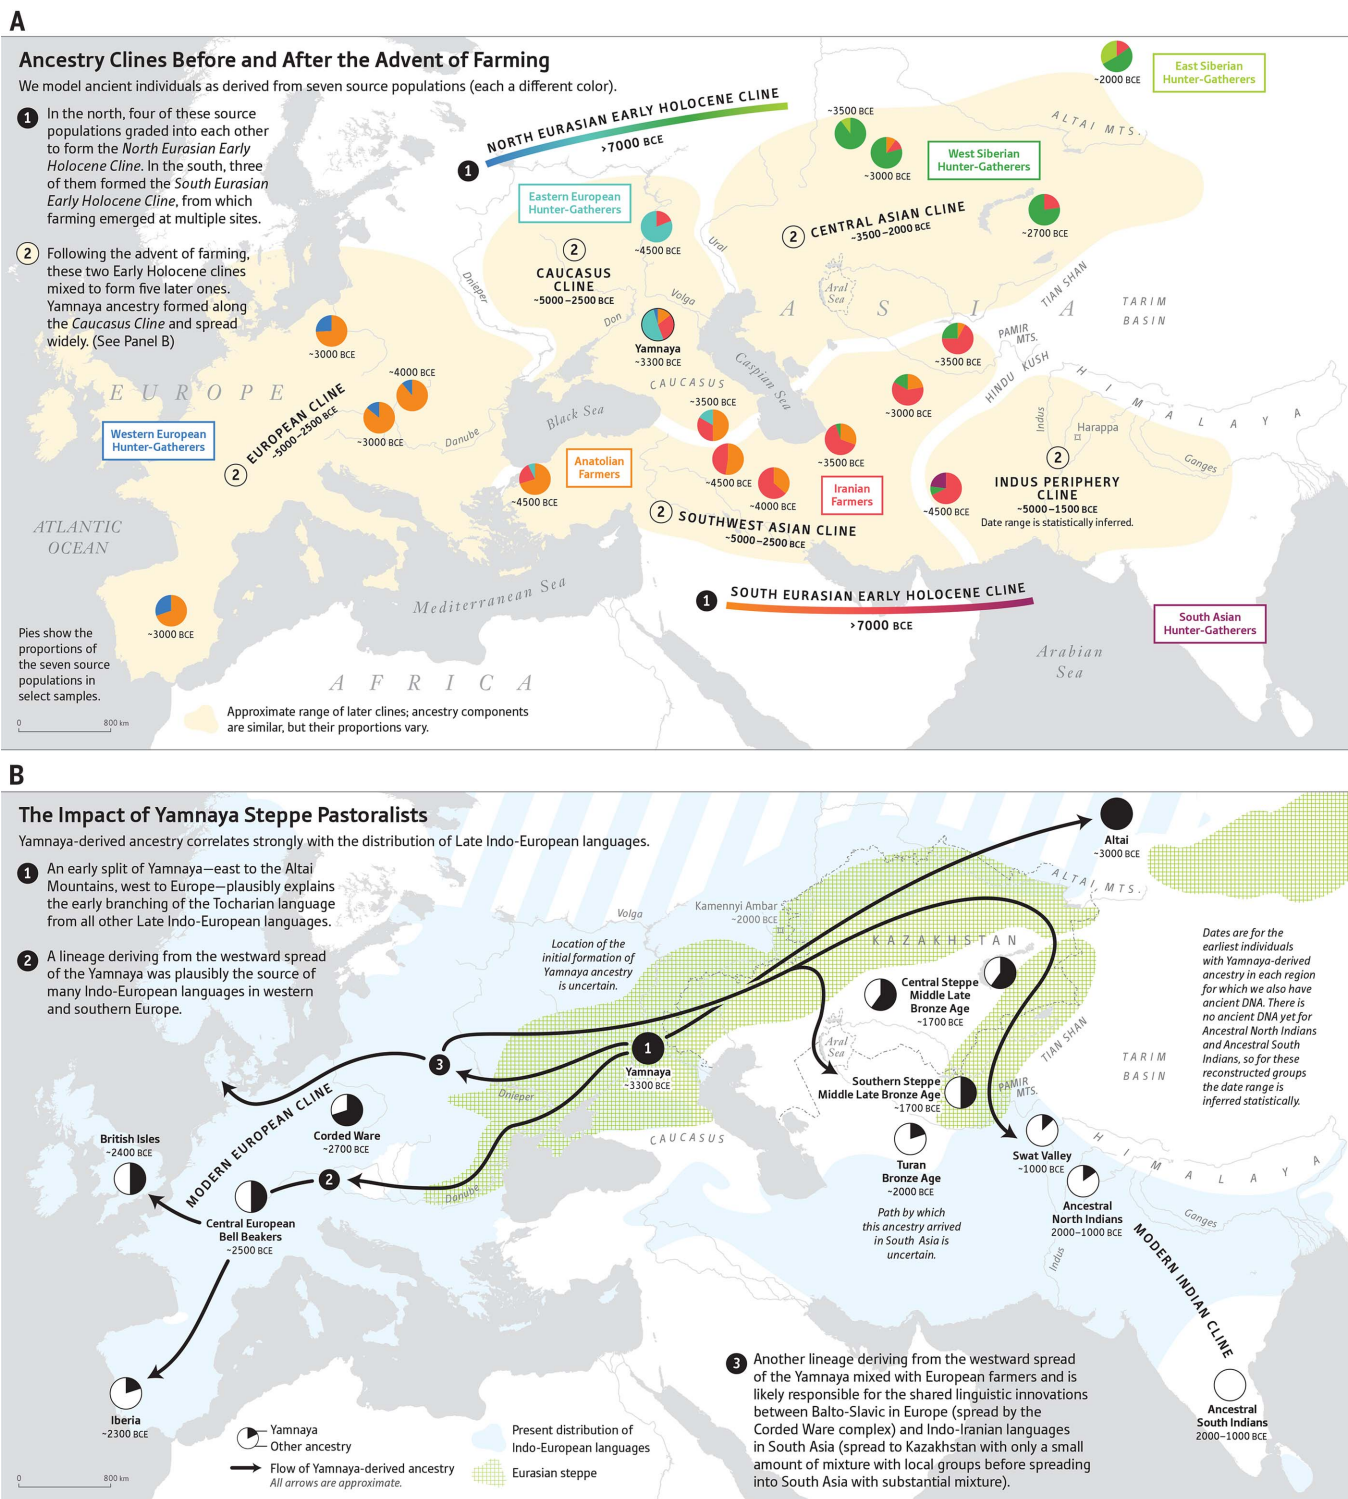 A
Ancestry Clines Before and After the Advent of Farming
We model ancient individuals as derived from seven source populations (each a different color).
1
In the north, four of these source
populations graded into each other
to form the North Eurasian Early
Holocene Cline. In the south, three
of them formed the South Eurasian
Early Holocene Cline, from which
farming emerged at multiple sites.
2
Following the advent of farming,
these two Early Holocene clines
mixed to form five later ones.
Yamnaya ancestry formed along
the Caucasus Cline and spread
widely. (See Panel B)
1
NORTH EURASIAN EARLY HOLOCENE CLINE
>7000 BCE
~2000 BCE
East Siberian
Hunter-Gatherers
ALTAI MTS.
~3500 BCE
~3000 BCE
West Siberian
Hunter-Gatherers
Eastern European
Hunter-Gatherers
~4500 BCE
2
CENTRAL ASIAN CLINE
~3500–2000 BCE
~2700 BCE
Ural
2
CAUCASUS
CLINE
~5000–2500 BCE
Dnieper
Volga
Don
Aral
Sea
TIAN SHAN
TARIM
BASIN
ASIA
Yamnaya
~3300 BCE
PAMIR
MTS.
~3500 BCE
HINDU KUSH
~3000 BCE
~3000 BCE
~4000 BCE
~3000 BCE
EUROPE
EUROPEAN CLINE
~5000–2500 BCE
2
Western European
Hunter-Gatherers
Danube
Black Sea
CAUCASUS
Caspian Sea
~3500 BCE
~4500 BCE
~4000 BCE
~3500 BCE
HIMALAYA
Indus
Harappa
Ganges
2
INDUS PERIPHERY
CLINE
~5000–1500 BCE
Date range is statistically inferred.
~4500 BCE
Anatolian
Farmers
~4500 BCE
Iranian
Farmers
2
SOUTHWEST ASIAN CLINE
~5000–2500 BCE
ATLANTIC
OCEAN
Mediterranean Sea
1
SOUTH EURASIAN EARLY HOLOCENE CLINE
>7000 BCE
South Asian
Hunter-Gatherers
Arabian
Sea
~3000 BCE
Pies show the
proportions of
the seven source
populations in
select samples.
AFRICA
0 800 km
Approximate range of later clines; ancestry components
are similar, but their proportions vary.
B
The Impact of Yamnaya Steppe Pastoralists
Yamnaya-derived ancestry correlates strongly with the distribution of Late Indo-European languages.
1
An early split of Yamnaya—east to the Altai
Mountains, west to Europe—plausibly explains
the early branching of the Tocharian language
from all other Late Indo-European languages.
2
A lineage deriving from the westward spread
of the Yamnaya was plausibly the source of
many Indo-European languages in western
and southern Europe.
Altai
~3000 BCE
ALTAI MTS.
Volga
Kamennyi Ambar
~2000 BCE
Location of the
initial formation of
Yamnaya ancestry
is uncertain.
KAZAKHSTAN
Dates are for the
earliest individuals
with Yamnaya-derived
ancestry in each region
for which we also have
ancient DNA. There is
no ancient DNA yet for
Ancestral North Indians
and Ancestral South
Indians, so for these
reconstructed groups
the date range is
inferred statistically.
Central Steppe
Middle Late
Bronze Age
~1700 BCE
Aral
Sea
TIAN SHAN
TARIM
BASIN
3
1
Yamnaya
~3300 BCE
Southern Steppe
Middle Late Bronze Age
~1700 BCE
PAMIR
MTS.
Dnieper
MODERN EUROPEAN CLINE
Corded Ware
~2700 BCE
CAUCASUS
British Isles
~2400 BCE
2
Danube
Turan
Bronze Age
~2000 BCE
Swat Valley
~1000 BCE
HIMALAYA
Central European
Bell Beakers
~2500 BCE
Path by which
this ancestry arrived
in South Asia is
uncertain.
Ancestral
North Indians
2000–1000 BCE
Ganges
Indus
MODERN INDIAN CLINE
Iberia
~2300 BCE
3
Another lineage deriving from the westward spread
of the Yamnaya mixed with European farmers and is
likely responsible for the shared linguistic innovations
between Balto-Slavic in Europe (spread by the
Corded Ware complex) and Indo-Iranian languages
in South Asia (spread to Kazakhstan with only a small
amount of mixture with local groups before spreading
into South Asia with substantial mixture).
Ancestral
South Indians
2000–1000 BCE
Yamnaya
Other ancestry
Flow of Yamnaya-derived ancestry
All arrows are approximate.
Present distribution of
Indo-European languages
Eurasian steppe
0 800 km